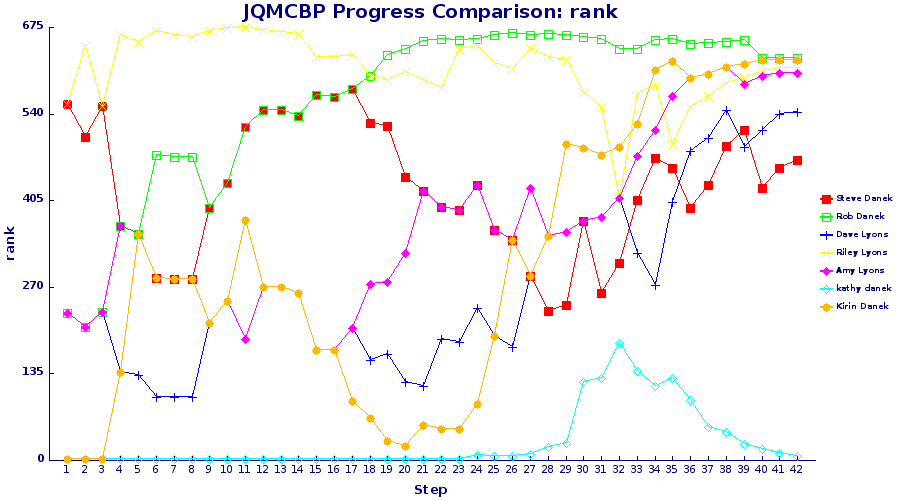 JQMCBP Progress Comparison: rank
675
540
405
270
135
0
rank
1 2 3 4 5 6 7 8 9 10 11 12 13 14 15 16 17 18 19 20 21 22 23 24 25 26 27 28 29 30 31 32 33 34 35 36 37 38 39 40 41 42
Step
Steve Danek
Rob Danek
Dave Lyons
Riley Lyons
Amy Lyons
kathy danek
Kirin Danek